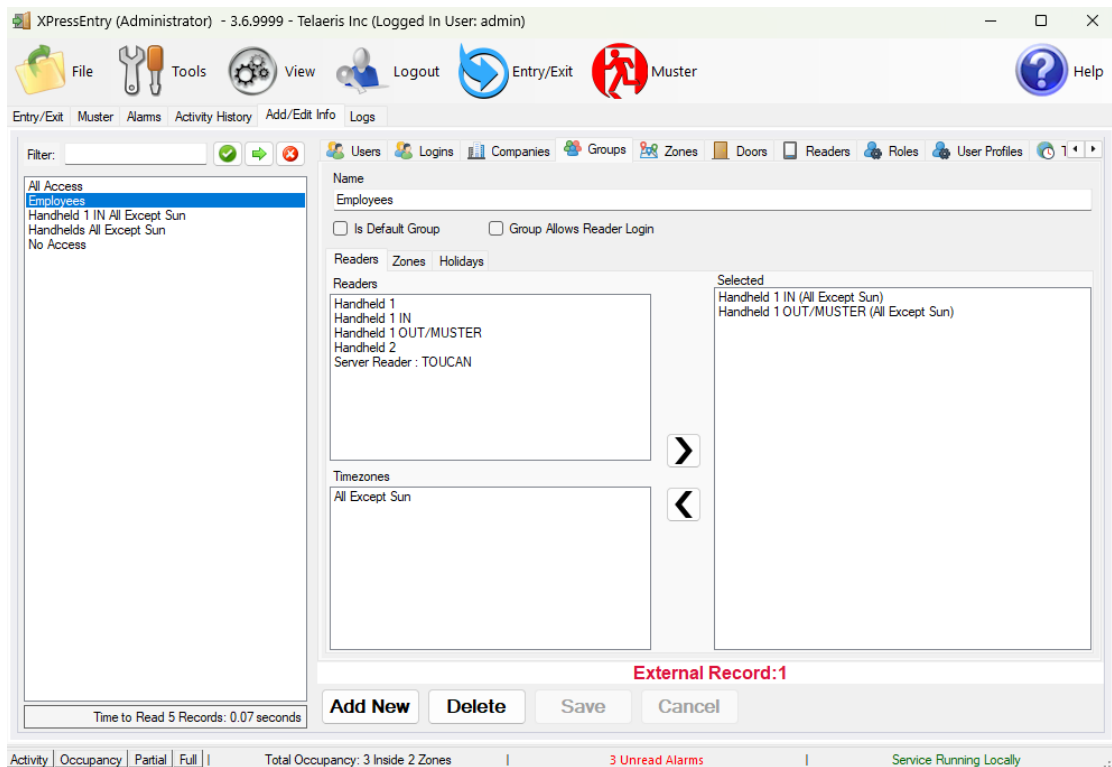 XPressEntry (Administrator) - 3.6.9999 - Telaeris Inc (Logged In User: admin)
File Tools View Logout Entry/Exit Muster Help
Entry/Exit Muster Alarms Activity History Add/Edit Info Logs
Filter:
Users Logins Companies Groups Zones Doors Readers Roles User Profiles
All Access
Employees
Handheld 1 IN All Except Sun
Handhelds All Except Sun
No Access
Name
Employees
Is Default Group Group Allows Reader Login
Readers Zones Holidays
Readers
Handheld 1
Handheld 1 IN
Handheld 1 OUT/MUSTER
Handheld 2
Server Reader : TOUCAN
Selected
Handheld 1 IN (All Except Sun)
Handheld 1 OUT/MUSTER (All Except Sun)
Timezones
All Except Sun
External Record:1
Add New Delete Save Cancel
Time to Read 5 Records: 0.07 seconds
Activity Occupancy Partial Full | Total Occupancy: 3 Inside 2 Zones | 3 Unread Alarms | Service Running Locally